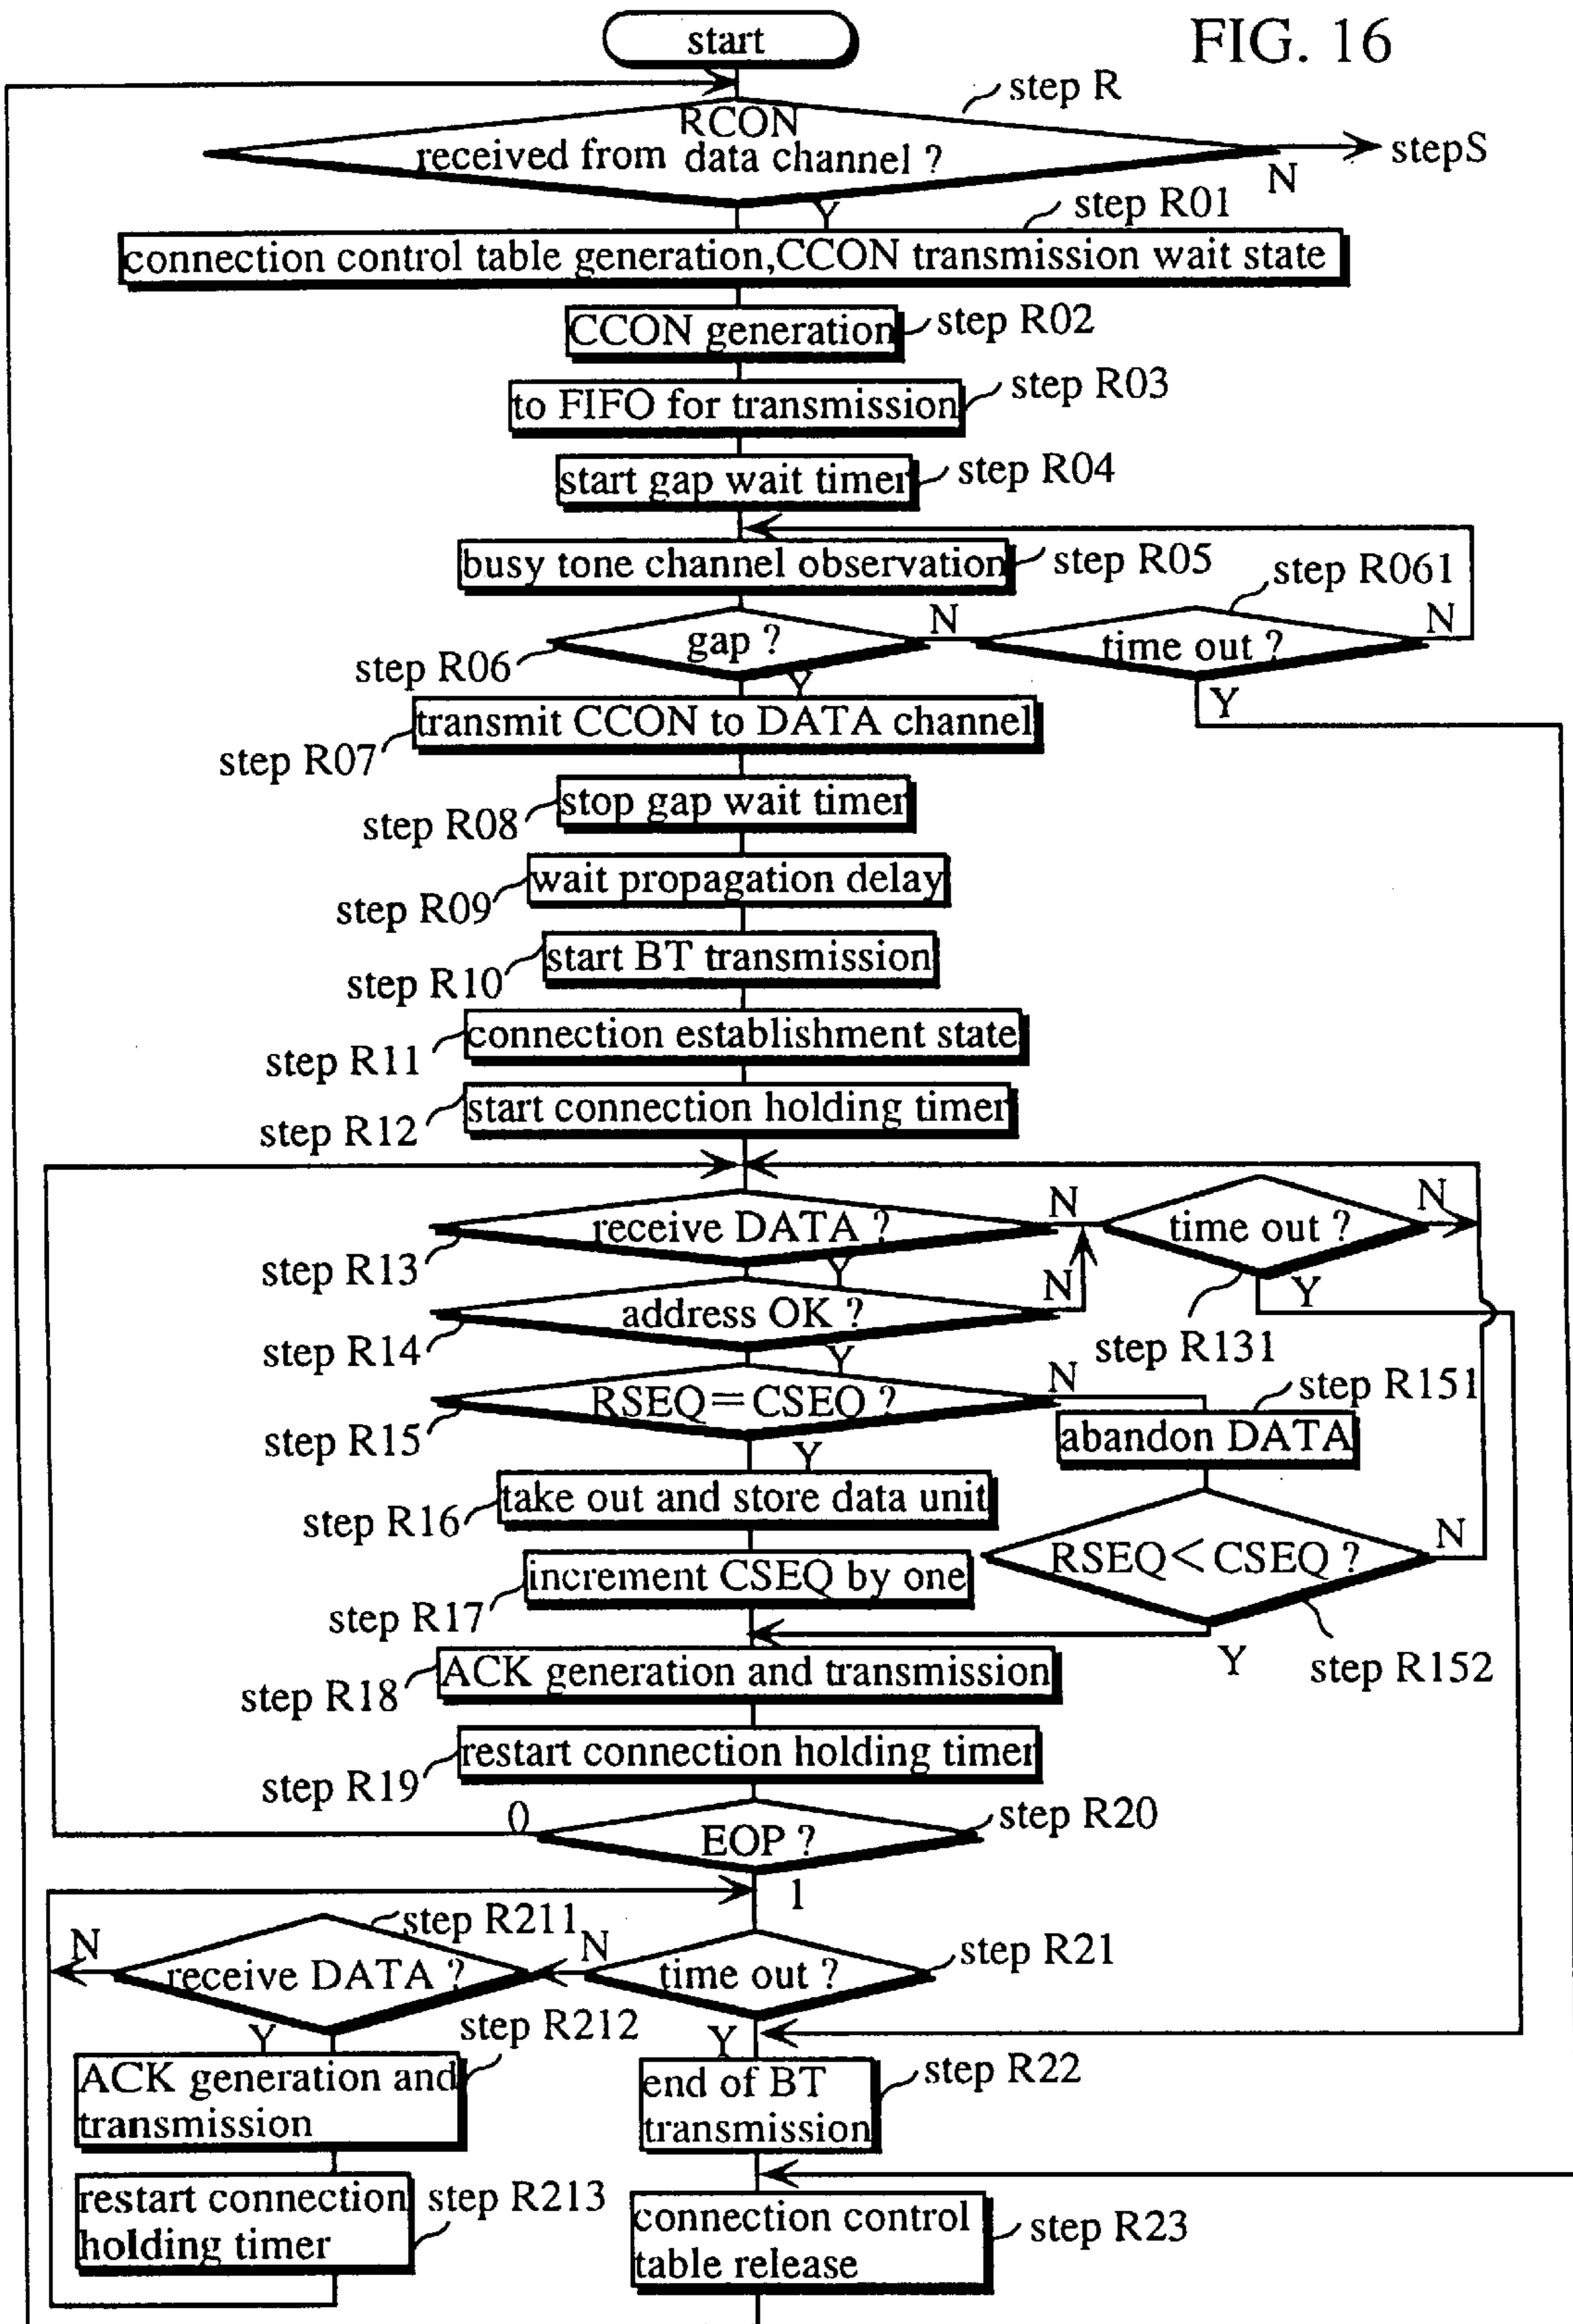 FIG. 16
start
step R
RCON
received from data channel ?
N
stepS
Y
step R01
connection control table generation,CCON transmission wait state
CCON generation
step R02
to FIFO for transmission
step R03
start gap wait timer
step R04
busy tone channel observation
step R05
step R061
gap ?
N
time out ?
N
step R06
Y
Y
transmit CCON to DATA channel
step R07
stop gap wait timer
step R08
wait propagation delay
step R09
start BT transmission
step R10
connection establishment state
step R11
start connection holding timer
step R12
receive DATA ?
N
time out ?
N
step R13
Y
Y
address OK ?
N
step R14
step R131
Y
RSEQ=CSEQ ?
N
step R151
step R15
abandon DATA
Y
take out and store data unit
step R16
RSEQ<CSEQ ?
N
increment CSEQ by one
step R17
Y
step R152
ACK generation and transmission
step R18
restart connection holding timer
step R19
0
EOP ?
step R20
1
step R211
N
receive DATA ?
N
time out ?
step R21
Y
step R212
Y
ACK generation and
transmission
end of BT
transmission
step R22
restart connection
holding timer
step R213
connection control
table release
step R23